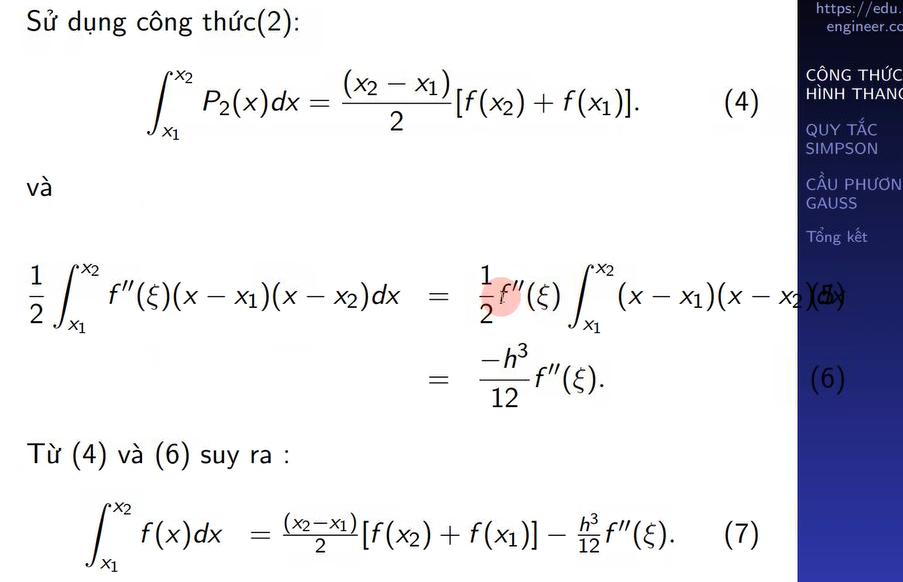 Sử dụng công thức(2):
∫_{x₁}^{x₂} P₂(x)dx = (x₂ − x₁)/2 [f(x₂) + f(x₁)]. (4)
và
1/2 ∫_{x₁}^{x₂} f″(ξ)(x − x₁)(x − x₂)dx = 1/2 f″(ξ) ∫_{x₁}^{x₂} (x − x₁)(x − x₂)dx (5)
= −h³/12 f″(ξ). (6)
Từ (4) và (6) suy ra :
∫_{x₁}^{x₂} f(x)dx = (x₂−x₁)/2 [f(x₂) + f(x₁)] − h³/12 f″(ξ). (7)
https://edu.
engineer.co
CÔNG THỨC
HÌNH THANG
QUY TẮC
SIMPSON
CẦU PHƯƠN
GAUSS
Tổng kết